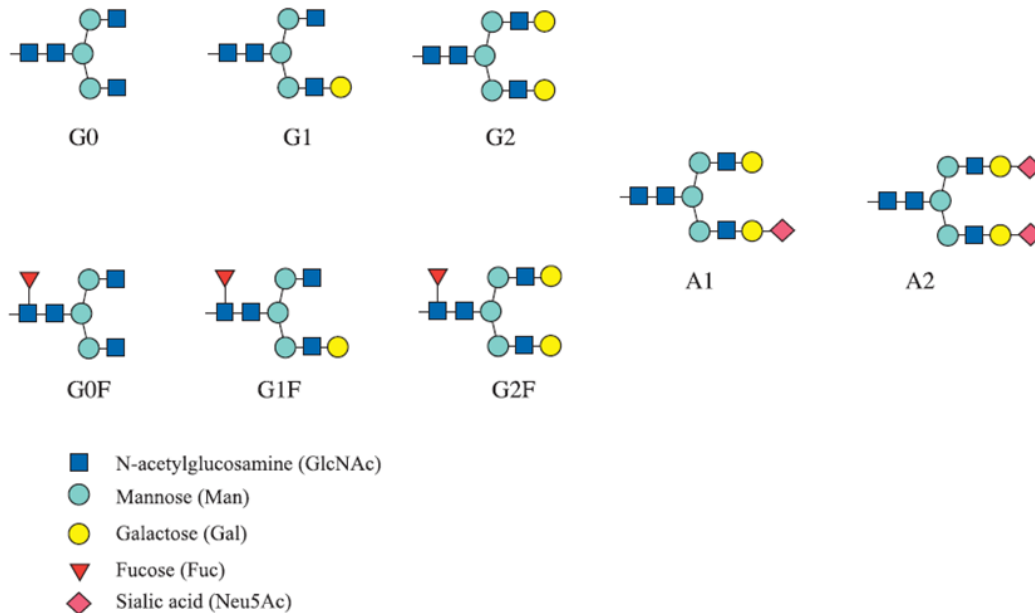 G0 G1 G2
A1 A2
G0F G1F G2F
N-acetylglucosamine (GlcNAc)
Mannose (Man)
Galactose (Gal)
Fucose (Fuc)
Sialic acid (Neu5Ac)